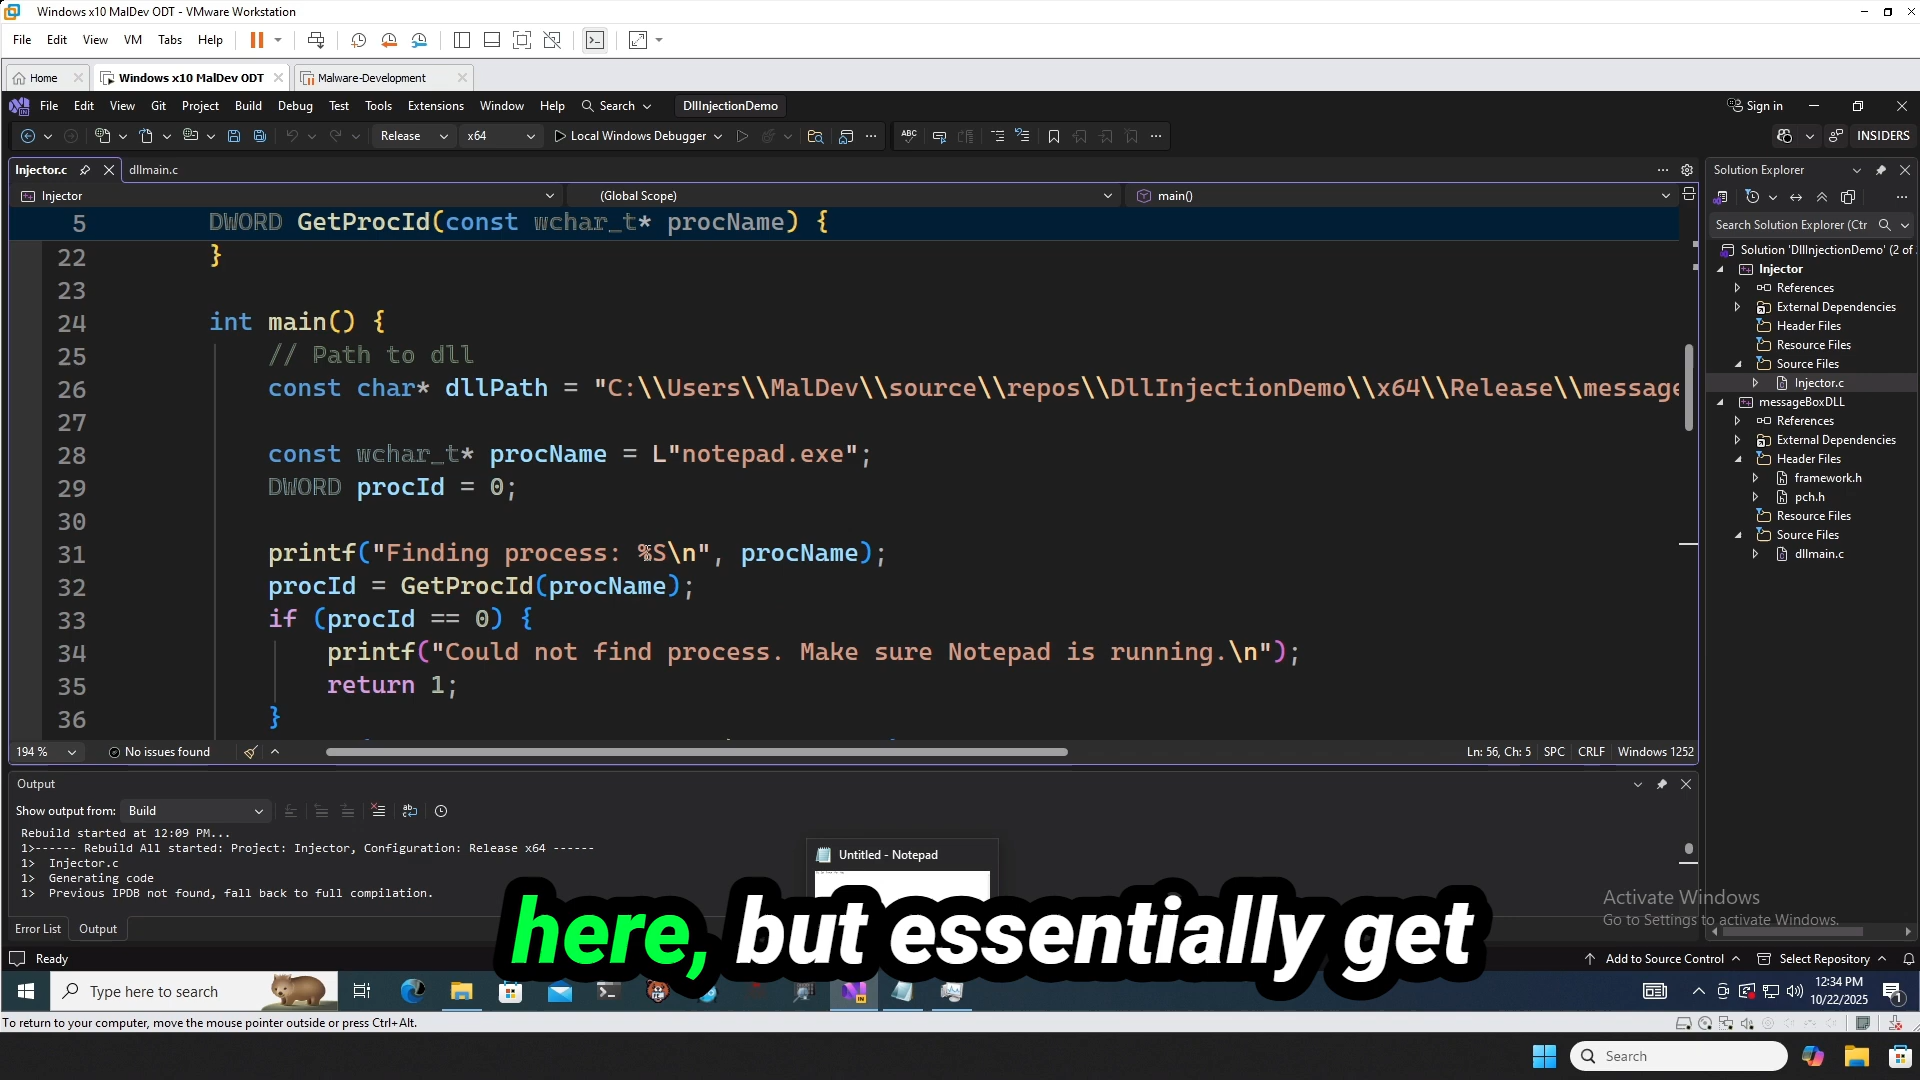 Windows x10 MalDev ODT - VMware Workstation
File Edit View VM Tabs Help
Home Windows x10 MalDev ODT Malware-Development
File Edit View Git Project Build Debug Test Tools Extensions Window Help Search DllInjectionDemo Sign in
Release x64 Local Windows Debugger INSIDERS
Injector.c dllmain.c
Injector (Global Scope) main()
5 DWORD GetProcId(const wchar_t* procName) {
22 }
23
24 int main() {
25 // Path to dll
26 const char* dllPath = "C:\\Users\\MalDev\\source\\repos\\DllInjectionDemo\\x64\\Release\\message
27
28 const wchar_t* procName = L"notepad.exe";
29 DWORD procId = 0;
30
31 printf("Finding process: %S\n", procName);
32 procId = GetProcId(procName);
33 if (procId == 0) {
34 printf("Could not find process. Make sure Notepad is running.\n");
35 return 1;
36 }
194 % No issues found Ln: 56, Ch: 5 SPC CRLF Windows 1252
Solution Explorer
Search Solution Explorer (Ctr
Solution 'DllInjectionDemo' (2 of
Injector
References
External Dependencies
Header Files
Resource Files
Source Files
Injector.c
messageBoxDLL
References
External Dependencies
Header Files
framework.h
pch.h
Resource Files
Source Files
dllmain.c
Output
Show output from: Build
Rebuild started at 12:09 PM...
1>------ Rebuild All started: Project: Injector, Configuration: Release x64 ------
1> Injector.c
1> Generating code
1> Previous IPDB not found, fall back to full compilation.
Untitled - Notepad
here, but essentially get
Activate Windows
Go to Settings to activate Windows.
Error List Output
Ready Add to Source Control Select Repository
Type here to search
12:34 PM
10/22/2025
1
To return to your computer, move the mouse pointer outside or press Ctrl+Alt.
Search